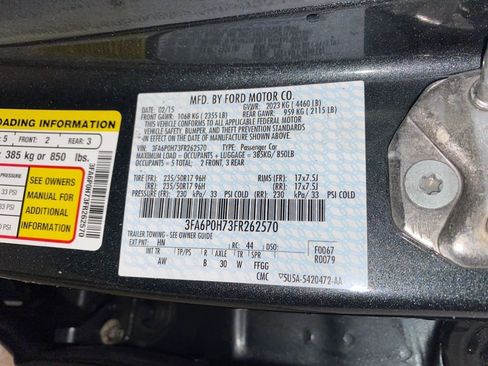 MFD. BY FORD MOTOR CO.
DATE: 02/15 GVWR: 2023 KG ( 4460 LB)
FRONT GAWR: 1068 KG ( 2355 LB) REAR GAWR: 959 KG ( 2115 LB)
THIS VEHICLE CONFORMS TO ALL APPLICABLE FEDERAL MOTOR
VEHICLE SAFETY, BUMPER, AND THEFT PREVENTION STANDARDS IN
EFFECT ON THE DATE OF MANUFACTURE SHOWN ABOVE.
VIN: 3FA6P0H73FR262570 TYPE: Passenger Car
MAXIMUM LOAD = OCCUPANTS + LUGGAGE = 385KG/850LB
OCCUPANTS = 5 TOTAL: 2 FRONT, 3 REAR
TIRE (FR): 235/50R17 96H RIMS (FR): 17x7.5J
TIRE (RR): 235/50R17 96H RIMS (RR): 17x7.5J
PRESSURE (FR): 230 kPa/ 33 PSI COLD (RR): 230 kPa/ 33 PSI COLD
3FA6P0H73FR262570
TRAILER TOWING - SEE OWNER GUIDE
EXT PNT: HN RC: 44 DSO: F0067
INT TR TP/PS R AXLE TR SPR R0079
AW B 30 W FFGG
CMC 5U5A-5420472-AA
LOADING INFORMATION
5 FRONT: 2 REAR: 3
385 kg or 850 lbs.
SEE OWNERS
MANUAL FOR
ADDITIONAL
INFORMATION
33 PSI
33 PSI
3FA6P0H73FR262570